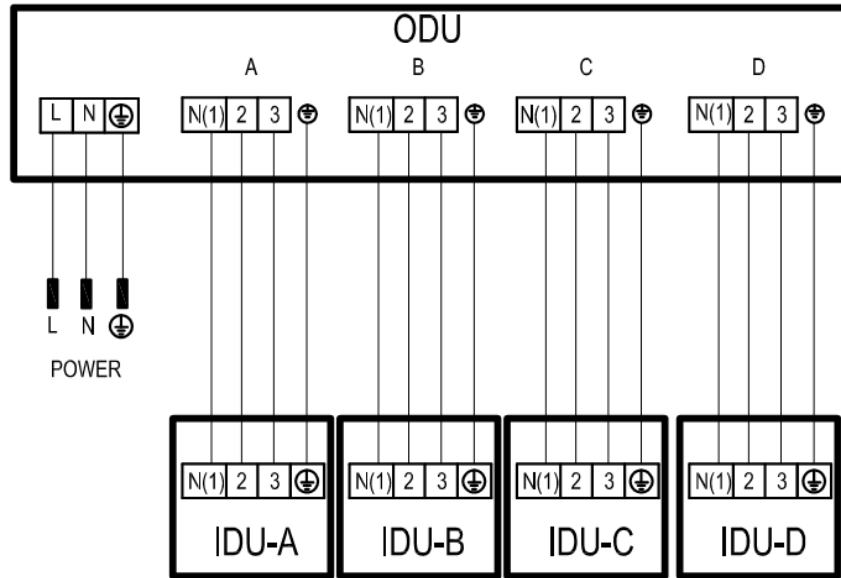 ODU
A B C D
L N N(1) 2 3 N(1) 2 3 N(1) 2 3 N(1) 2 3
L N
POWER
N(1) 2 3 N(1) 2 3 N(1) 2 3 N(1) 2 3
IDU-A IDU-B IDU-C IDU-D